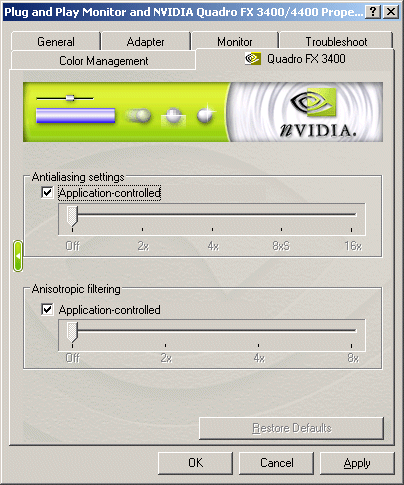 Plug and Play Monitor and NVIDIA Quadro FX 3400/4400 Prope...
General Adapter Monitor Troubleshoot
Color Management Quadro FX 3400
nVIDIA.
Antialiasing settings
Application-controlled
Off 2x 4x 8xS 16x
Anisotropic filtering
Application-controlled
Off 2x 4x 8x
Restore Defaults
OK Cancel Apply